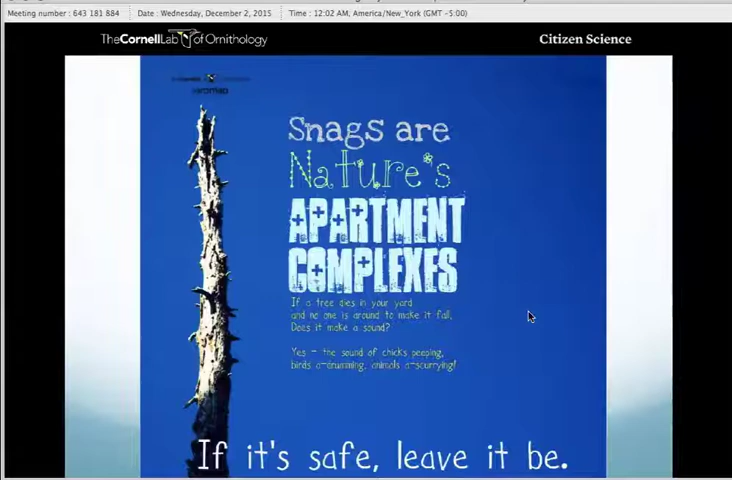 Meeting number: 643 181 884 Date: Wednesday, December 2, 2015 Time: 12:02 AM, America/New_York (GMT -5:00)
TheCornellLab of Ornithology
Citizen Science
Snags are
Nature's
APARTMENT
COMPLEXES
If a tree dies in your yard
and no one is around to make it fall,
Does it make a sound?
Yes - the sound of chicks peeping,
birds a-drumming, animals a-scurrying!
If it's safe, leave it be.